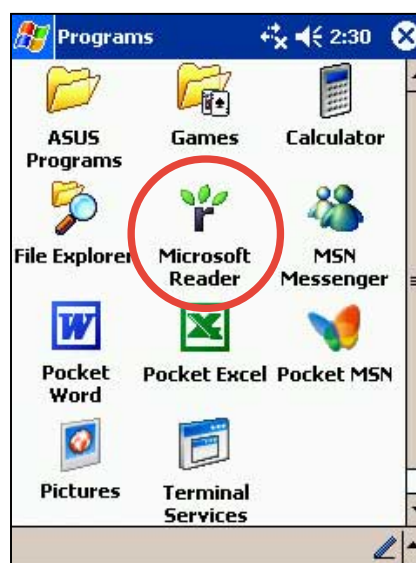 Programs 2:30
ASUS Programs
Games
Calculator
File Explorer
Microsoft Reader
MSN Messenger
Pocket Word
Pocket Excel
Pocket MSN
Pictures
Terminal Services